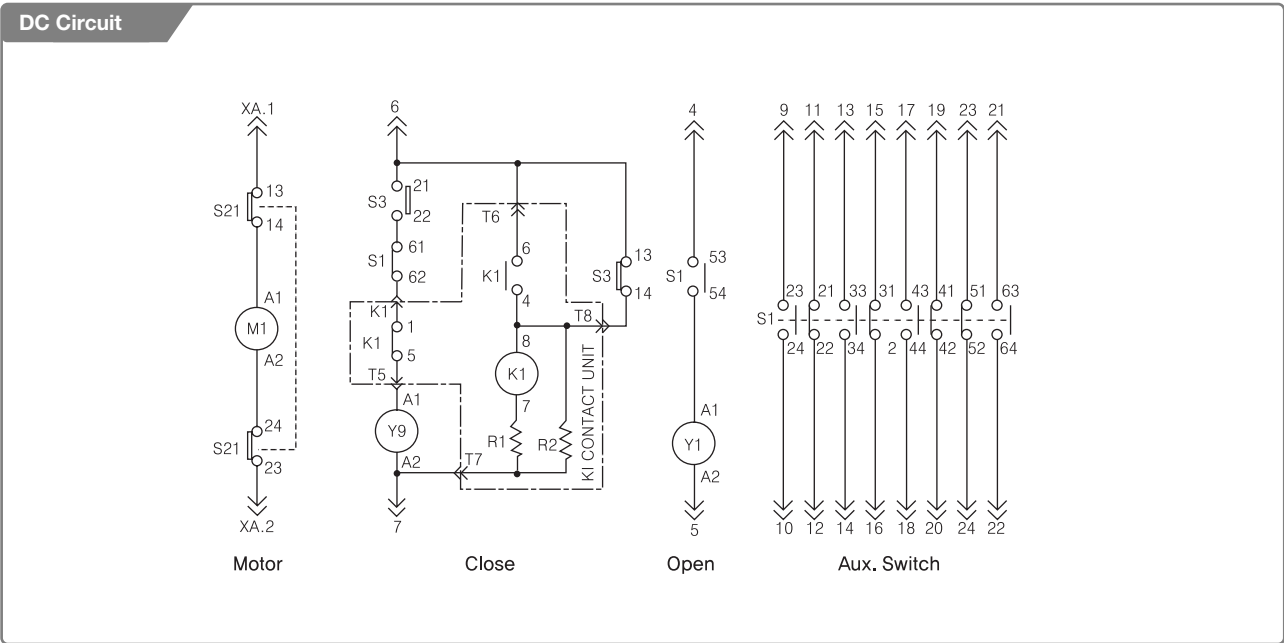 DC Circuit
XA.1 6 4 9 11 13 15 17 19 23 21
13
S21
14
A1
M1
A2
24
S21
23
XA.2
Motor
21
S3
22
61
S1
62
K1
1
K1
5
T5
A1
Y9
A2
7
T6
6
K1
4
8
K1
7
R1
R2
T7
T8
KI CONTACT UNIT
13
S3
14
Close
53
S1
54
A1
Y1
A2
5
Open
23 21 33 31 43 41 51 63
S1
24 22 34 2 44 42 52 64
10 12 14 16 18 20 24 22
Aux. Switch